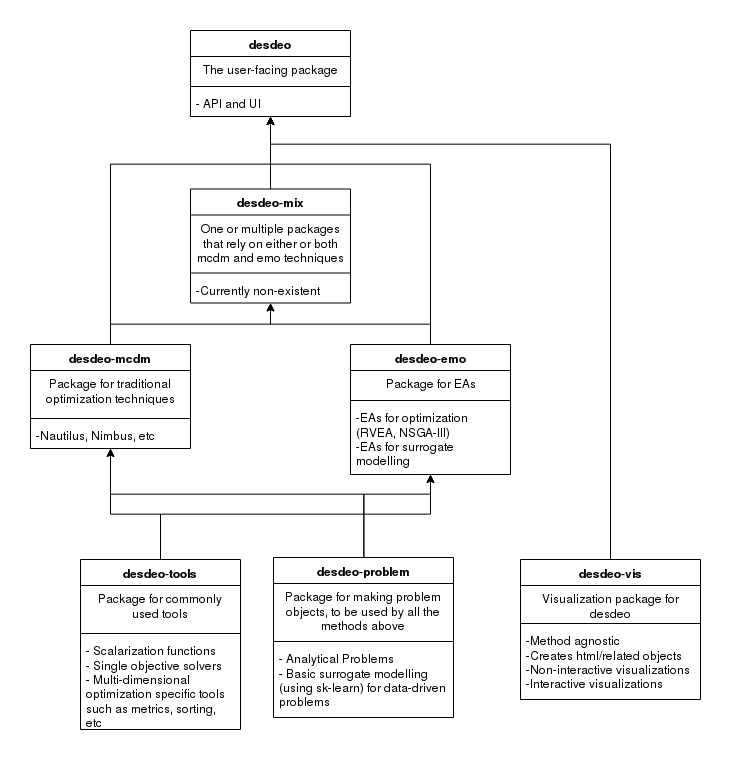 desdeo
The user-facing package
- API and UI
desdeo-mix
One or multiple packages
that rely on either or both
mcdm and emo techniques
-Currently non-existent
desdeo-mcdm
Package for traditional
optimization techniques
-Nautilus, Nimbus, etc
desdeo-emo
Package for EAs
-EAs for optimization
(RVEA, NSGA-III)
-EAs for surrogate
modelling
desdeo-tools
Package for commonly
used tools
- Scalarization functions
- Single objective solvers
- Multi-dimensional
optimization specific tools
such as metrics, sorting,
etc
desdeo-problem
Package for making problem
objects, to be used by all the
methods above
- Analytical Problems
- Basic surrogate modelling
(using sk-learn) for data-driven
problems
desdeo-vis
Visualization package for
desdeo
-Method agnostic
-Creates html/related objects
-Non-interactive visualizations
-Interactive visualizations